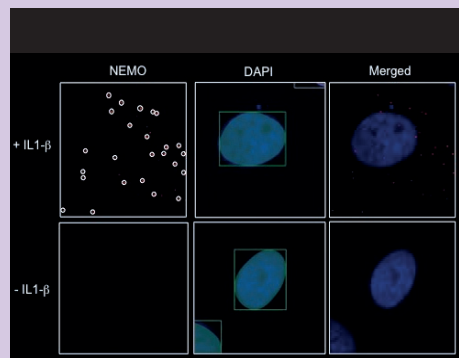 NEMO DAPI Merged
+ IL1-β
- IL1-β